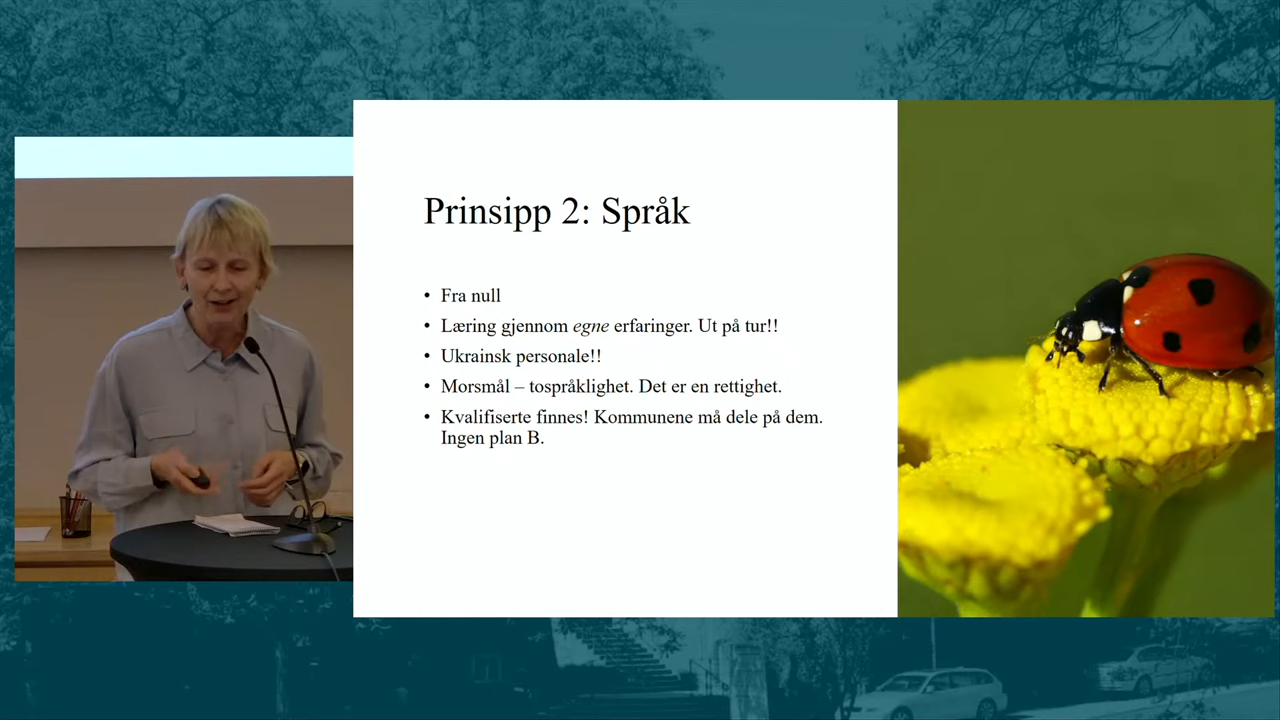 Prinsipp 2: Språk
• Fra null
• Læring gjennom egne erfaringer. Ut på tur!!
• Ukrainsk personale!!
• Morsmål – tospråklighet. Det er en rettighet.
• Kvalifiserte finnes! Kommunene må dele på dem.
Ingen plan B.